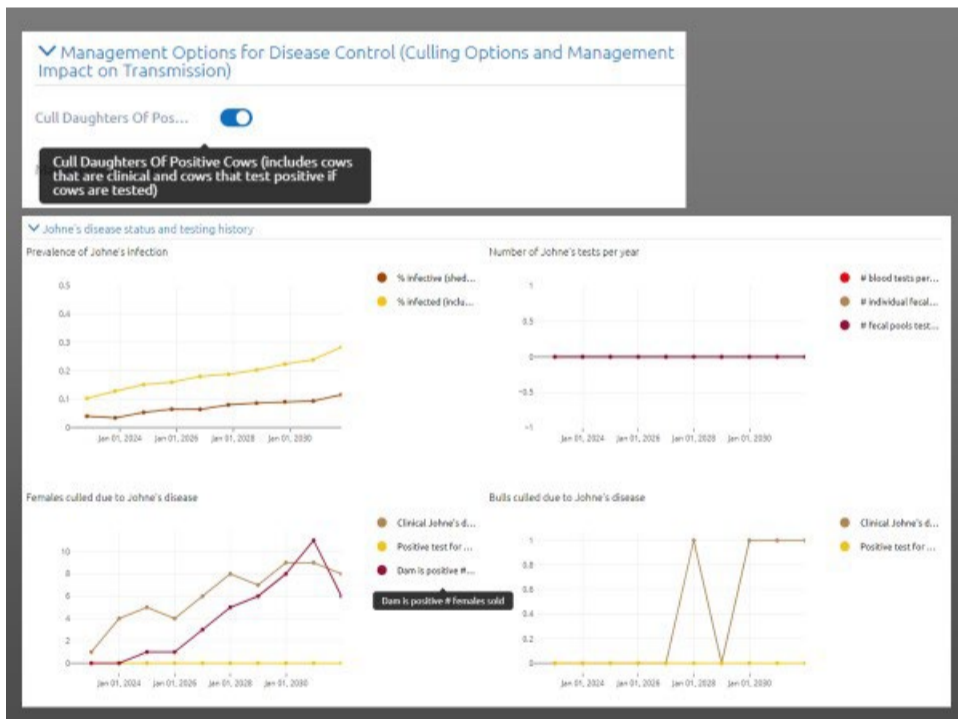 Management Options for Disease Control (Culling Options and Management
Impact on Transmission)
Cull Daughters Of Pos...
Cull Daughters Of Positive Cows (includes cows
that are clinical and cows that test positive if
cows are tested)
Johne's disease status and testing history
Prevalence of Johne's infection
0.5
0.4
0.3
0.2
0.1
0
Jan 01, 2024 Jan 01, 2026 Jan 01, 2028 Jan 01, 2030
% infective (shed...
% infected (inclu...
Number of Johne's tests per year
1
0.5
0
−0.5
−1
Jan 01, 2024 Jan 01, 2026 Jan 01, 2028 Jan 01, 2030
# blood tests per...
# individual fecal...
# fecal pools test...
Females culled due to Johne's disease
10
8
6
4
2
0
Jan 01, 2024 Jan 01, 2026 Jan 01, 2028 Jan 01, 2030
Clinical Johne's d...
Positive test for ...
Dam is positive #...
Dam is positive # females sold
Bulls culled due to Johne's disease
1
0.8
0.6
0.4
0.2
0
Jan 01, 2024 Jan 01, 2026 Jan 01, 2028 Jan 01, 2030
Clinical Johne's d...
Positive test for ...